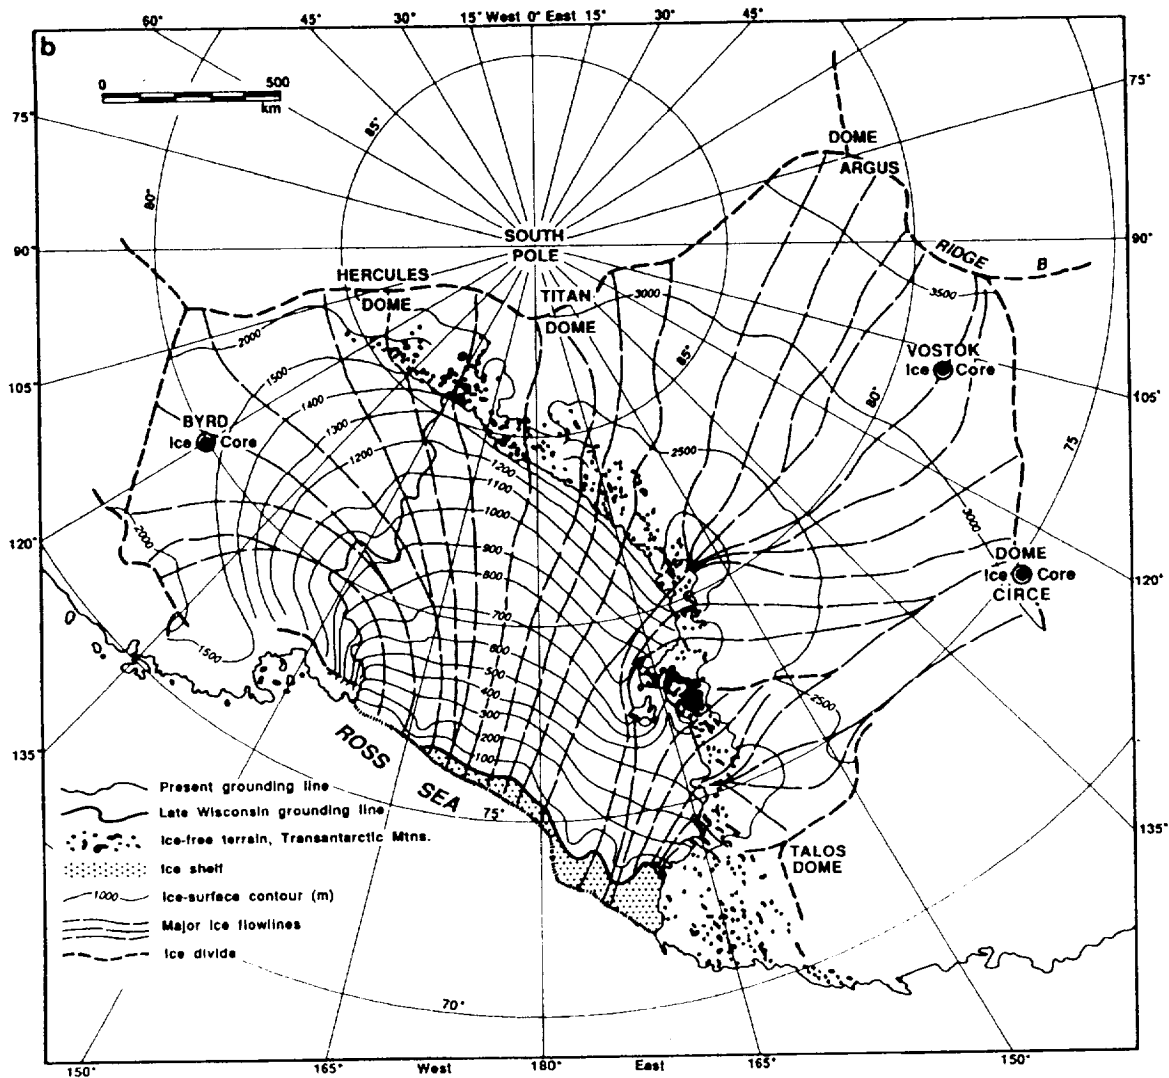 60° 45° 30° 15° West 0° East 15° 30° 45°
b
0 500
km
75°
75°
85°
DOME
ARGUS
80°
SOUTH
POLE
90°
90°
RIDGE B
HERCULES
DOME
TITAN
DOME
3000
3500
2000
VOSTOK
Ice Core
85°
80°
105°
105°
1500
1400
1300
1200
BYRD
Ice Core
75
2500
1200
1100
1000
900
800
700
600
500
400
300
200
100
3000
2000
120°
DOME
Ice Core
CIRCE
120°
1500
2500
135°
ROSS
SEA
75°
135°
Present grounding line
Late Wisconsin grounding line
Ice-free terrain, Transantarctic Mtns.
Ice shelf
1000 Ice-surface contour (m)
Major Ice flowlines
Ice divide
TALOS
DOME
70°
150° 165° West 180° East 165° 150°